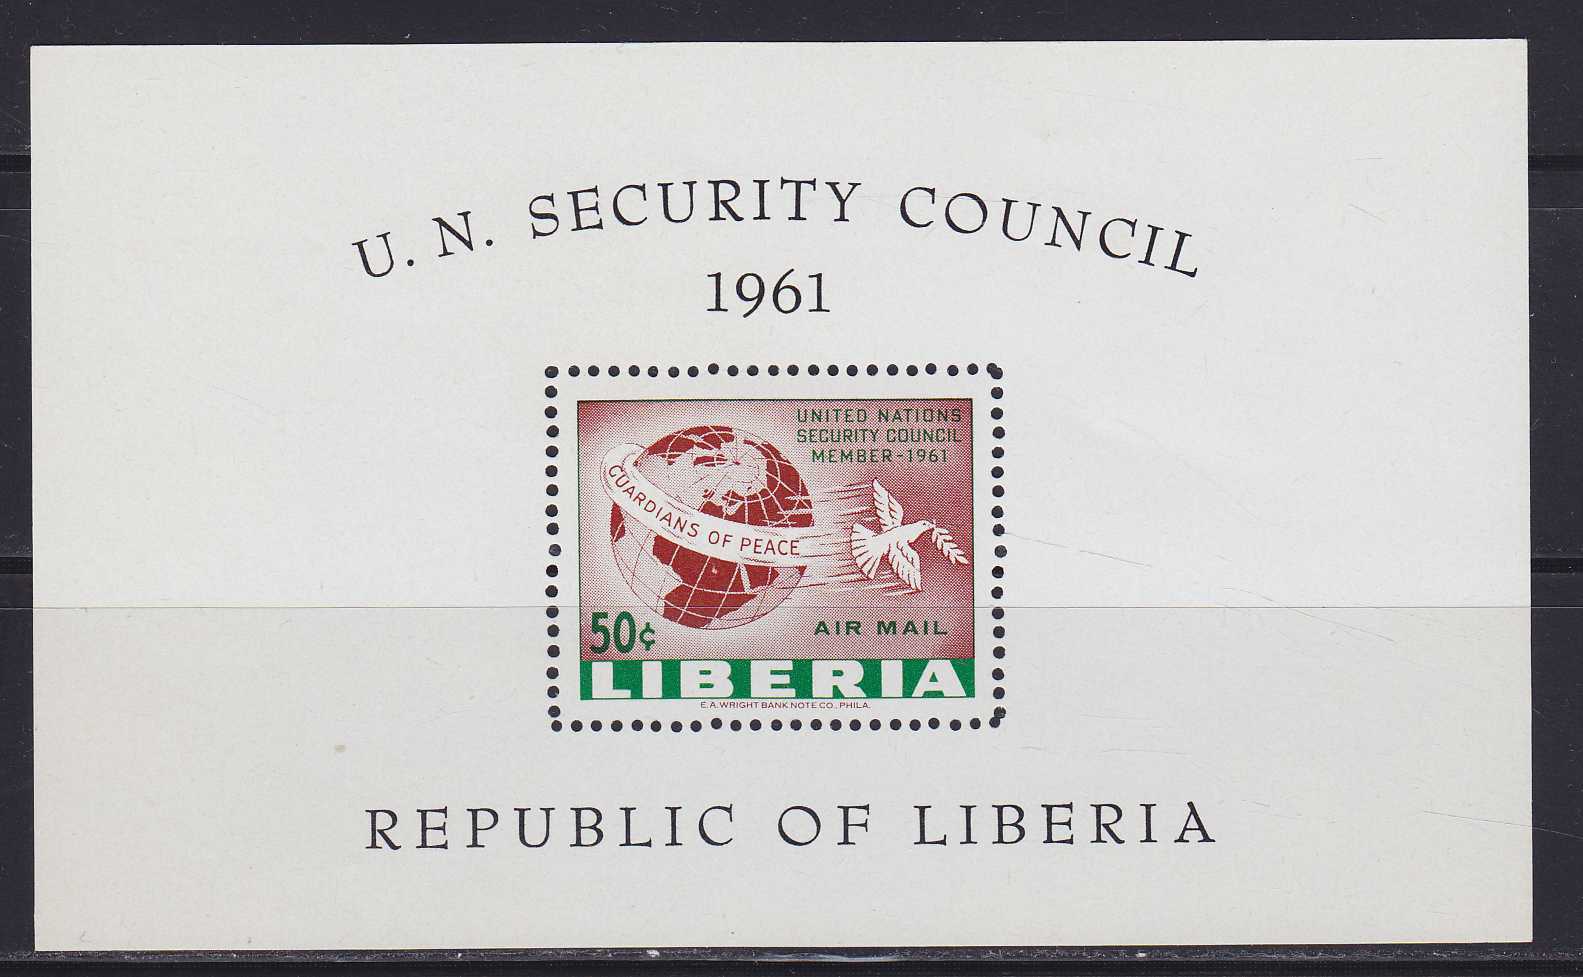 U. N. SECURITY COUNCIL
1961
UNITED NATIONS
SECURITY COUNCIL
MEMBER-1961
GUARDIANS OF PEACE
50¢
AIR MAIL
LIBERIA
E.A. WRIGHT BANK NOTE CO., PHILA.
REPUBLIC OF LIBERIA